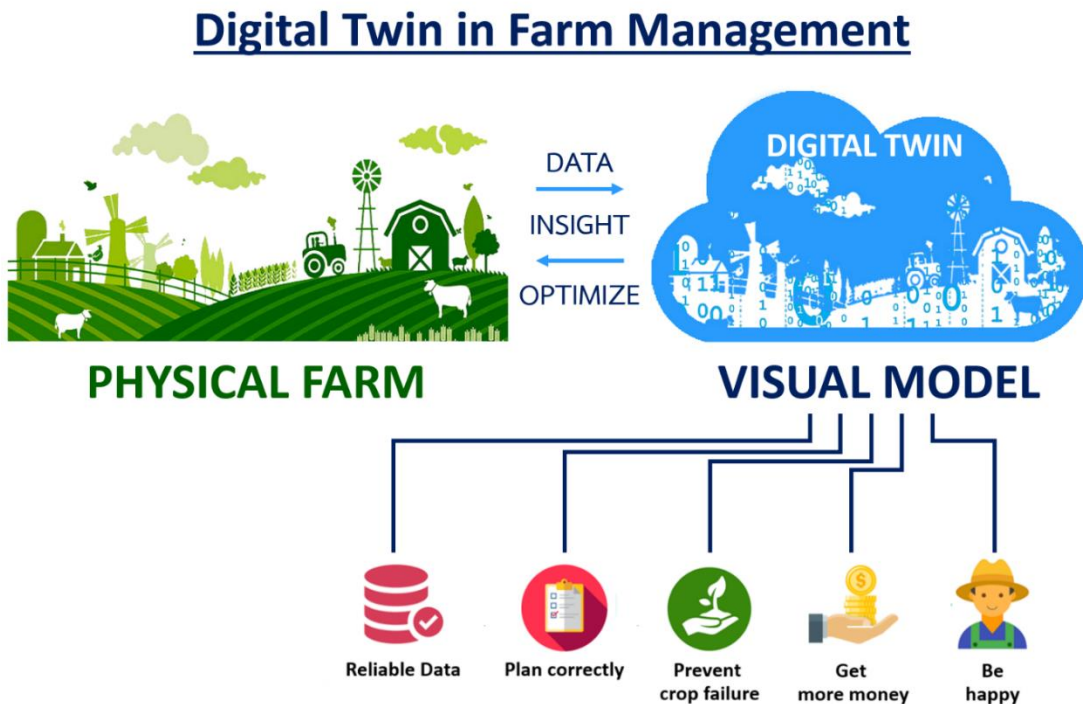 Digital Twin in Farm Management
DATA
INSIGHT
OPTIMIZE
DIGITAL TWIN
PHYSICAL FARM
VISUAL MODEL
Reliable Data
Plan correctly
Prevent
crop failure
Get
more money
Be
happy